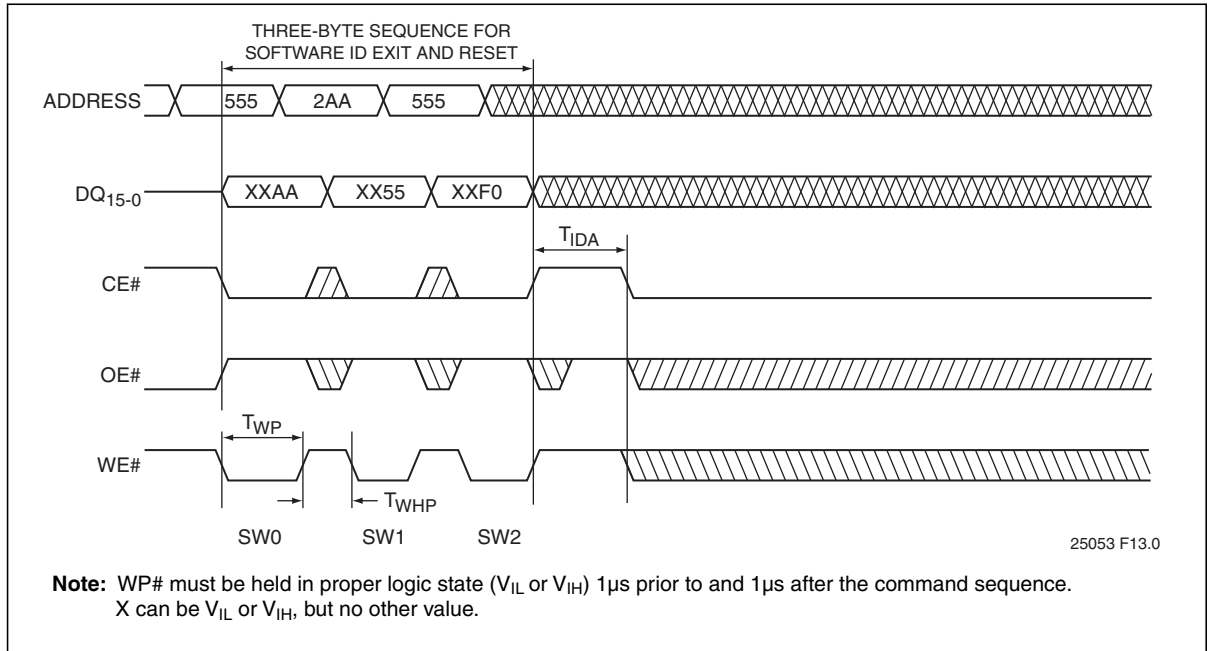 THREE-BYTE SEQUENCE FOR
SOFTWARE ID EXIT AND RESET
ADDRESS 555 2AA 555
DQ15-0 XXAA XX55 XXF0
TIDA
CE#
OE#
TWP
WE#
TWHP
SW0 SW1 SW2
25053 F13.0
Note: WP# must be held in proper logic state (VIL or VIH) 1µs prior to and 1µs after the command sequence.
X can be VIL or VIH, but no other value.